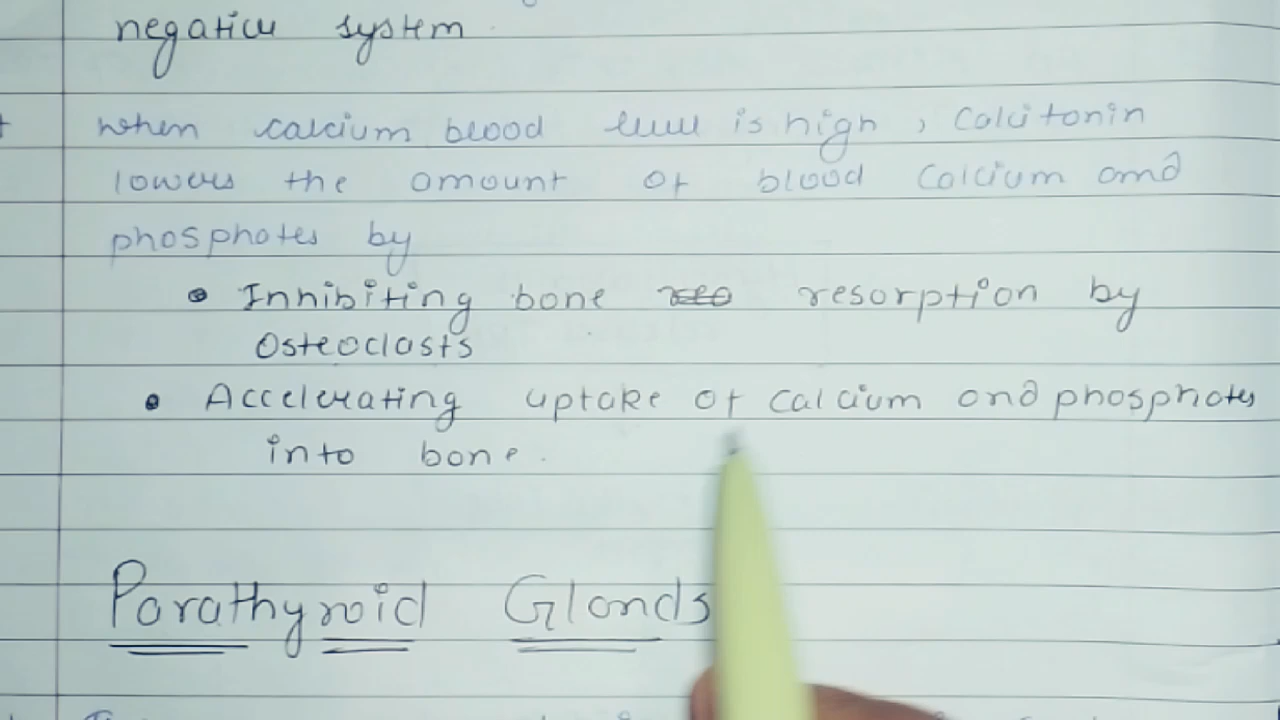 negative system
when calcium blood level is high, Calcitonin
lowers the amount of blood calcium and
phosphates by
• Inhibiting bone resorption by
Osteoclasts
• Accelerating uptake of calcium and phosphates
into bone.
Parathyroid Glands